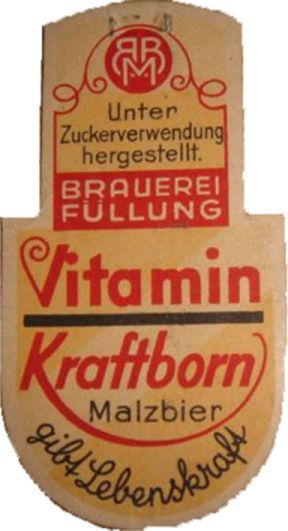 BRM
Unter
Zuckerverwendung
hergestellt.
BRAUEREI
FÜLLUNG
Vitamin
Kraftborn
Malzbier
gibt Lebenskraft